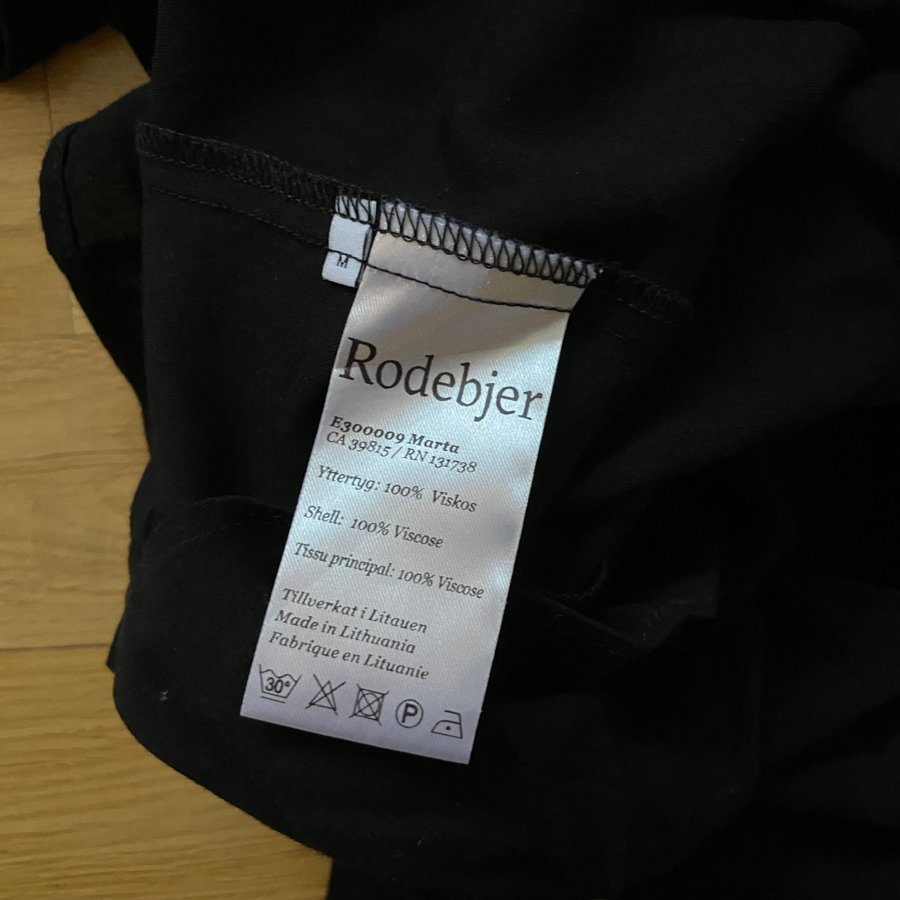 M
Rodebjer
E300009 Marta
CA 39815 / RN 131738
Yttertyg: 100% Viskos
Shell: 100% Viscose
Tissu principal: 100% Viscose
Tillverkat i Litauen
Made in Lithuania
Fabrique en Lituanie
30° P